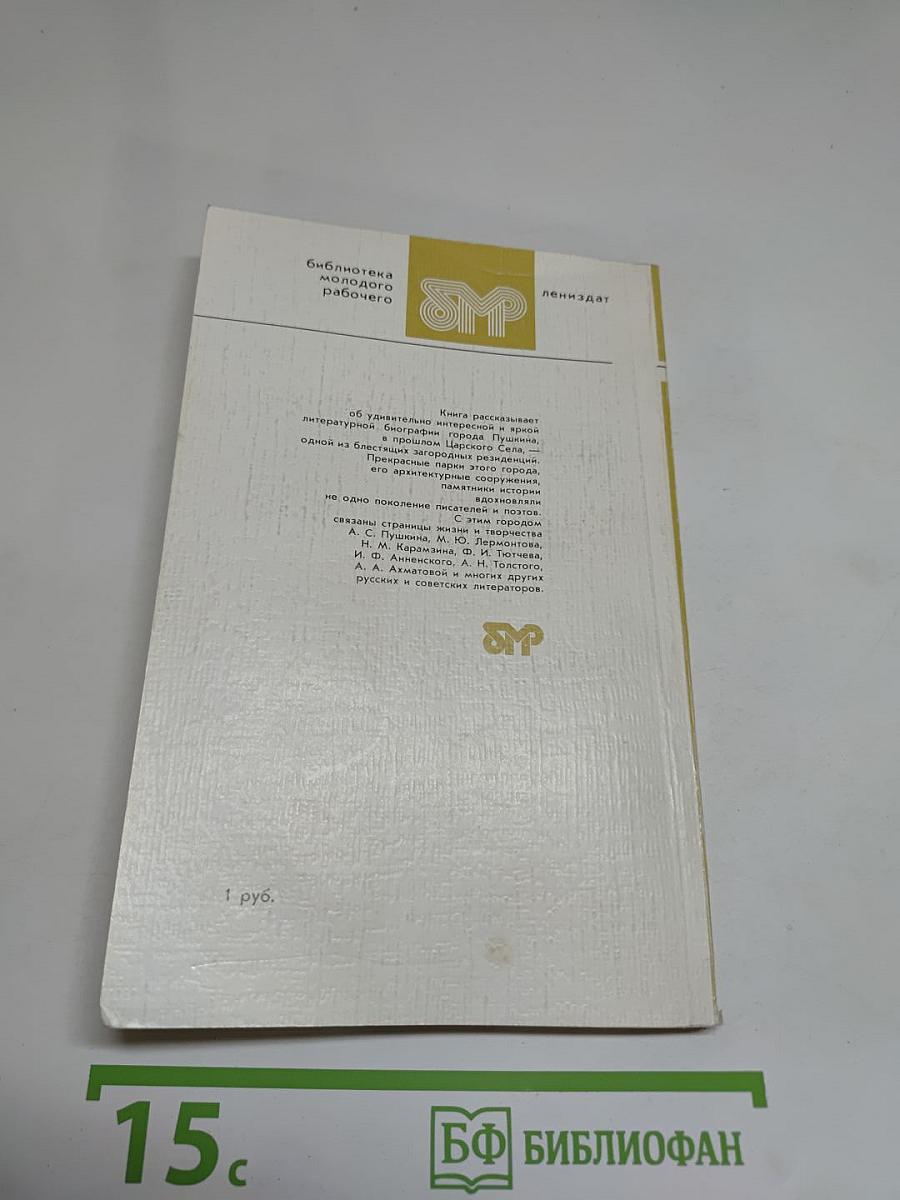 библиотека
молодого
рабочего
бмр
лениздат
Книга рассказывает
об удивительно интересной и яркой
литературной биографии города Пушкина,
в прошлом Царского Села, —
одной из блестящих загородных резиденций.
Прекрасные парки этого города,
его архитектурные сооружения,
памятники истории
вдохновляли
не одно поколение писателей и поэтов.
С этим городом
связаны страницы жизни и творчества
А. С. Пушкина, М. Ю. Лермонтова,
Н. М. Карамзина, Ф. И. Тютчева,
И. Ф. Анненского, А. Н. Толстого,
А. А. Ахматовой и многих других
русских и советских литераторов.
бмр
1 руб.
15 с
БФ БИБЛИОФАН